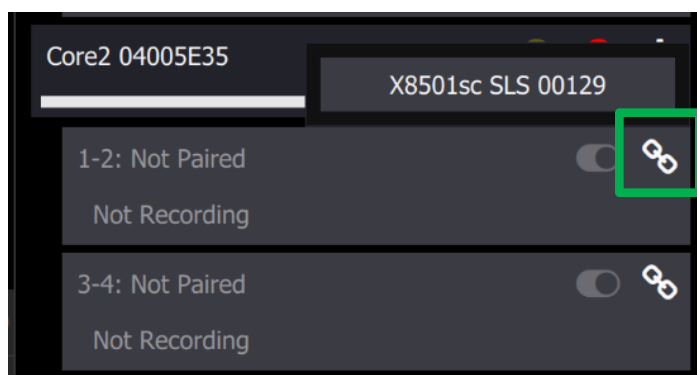 Core2 04005E35
X8501sc SLS 00129
1-2: Not Paired
Not Recording
3-4: Not Paired
Not Recording